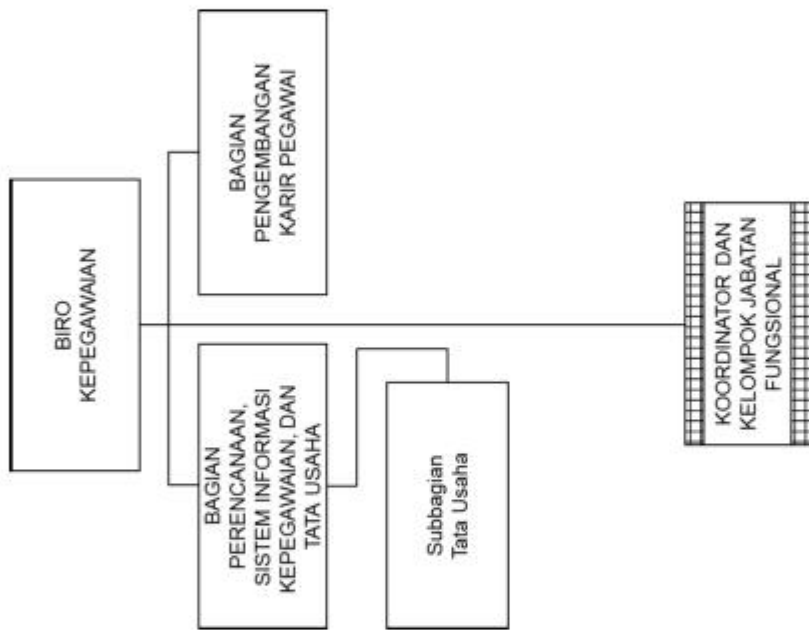 BIRO
KEPEGAWAIAN
BAGIAN
PERENCANAAN,
SISTEM INFORMASI
KEPEGAWAIAN, DAN
TATA USAHA
BAGIAN
PENGEMBANGAN
KARIR PEGAWAI
Subbagian
Tata Usaha
KOORDINATOR DAN
KELOMPOK JABATAN
FUNGSIONAL